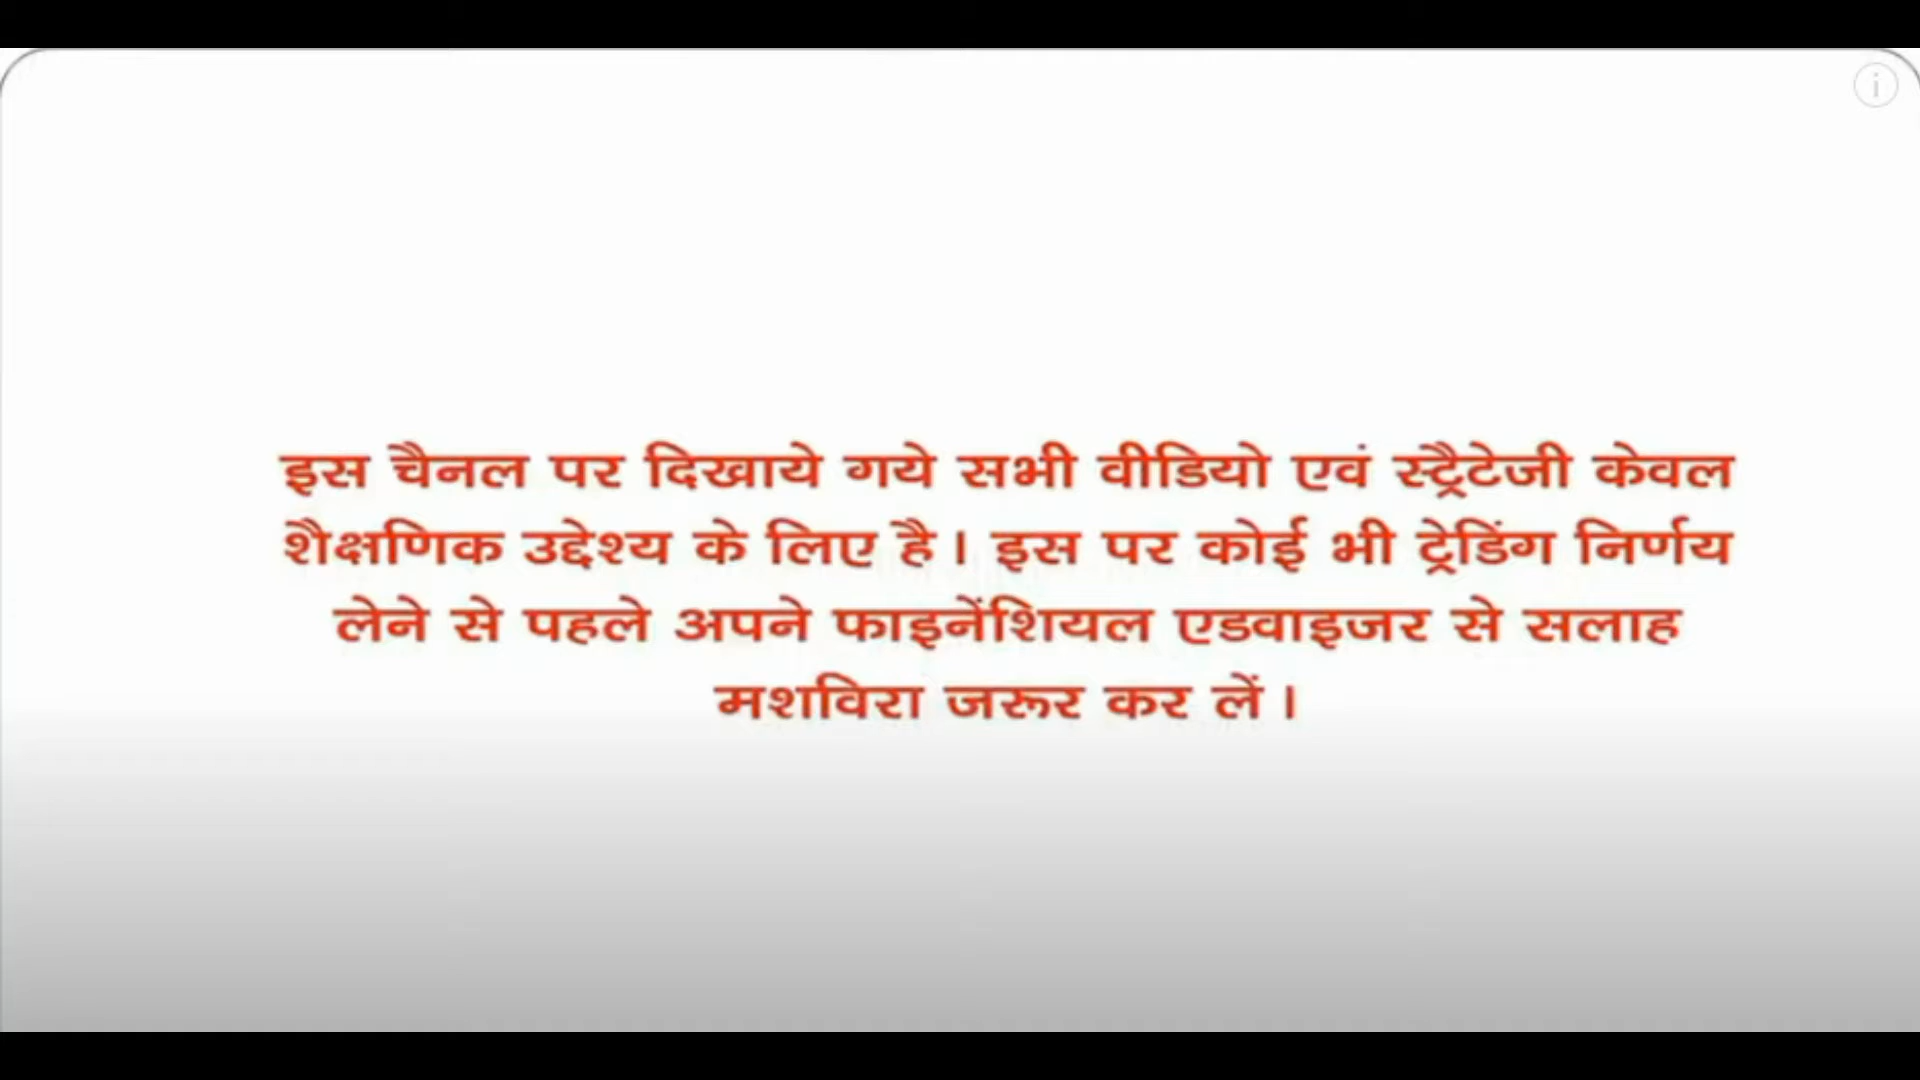 इस चैनल पर दिखाये गये सभी वीडियो एवं स्ट्रैटेजी केवल
शैक्षणिक उद्देश्य के लिए है। इस पर कोई भी ट्रेडिंग निर्णय
लेने से पहले अपने फाइनेंशियल एडवाइजर से सलाह
मशविरा जरूर कर लें।